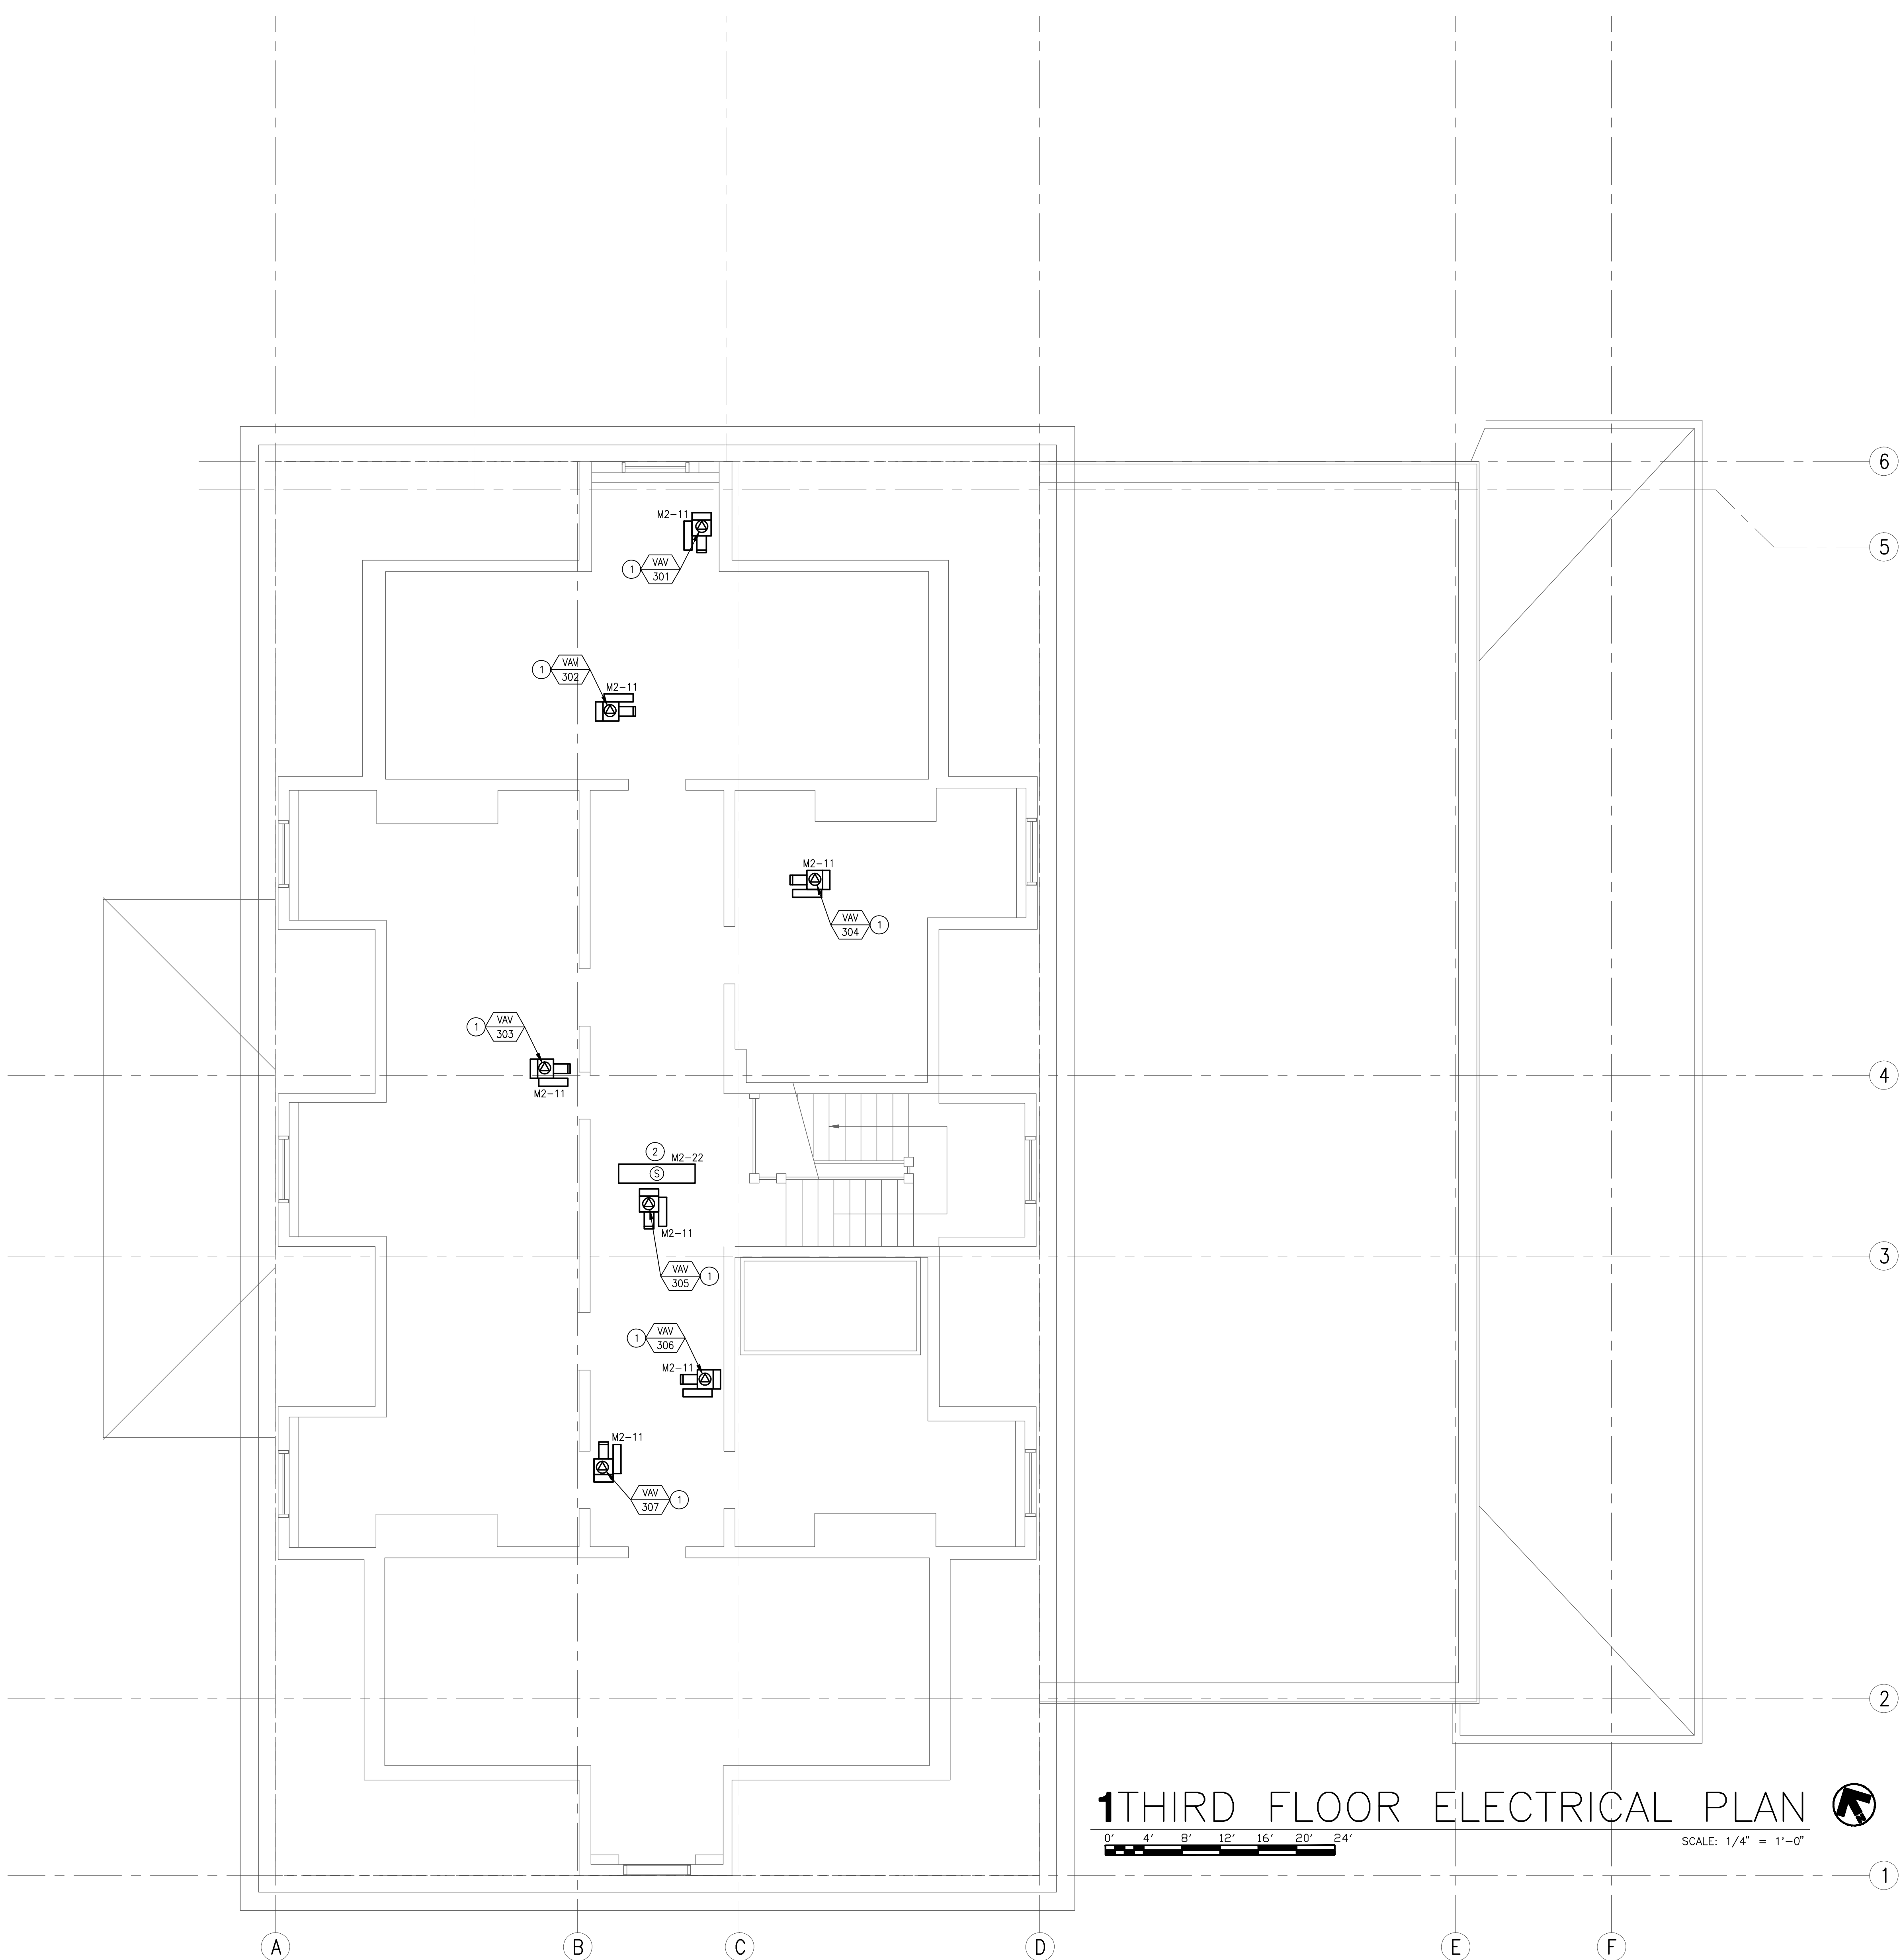 6
M2-11
5
1
VAV
301
1
VAV
302
M2-11
M2-11
VAV
304
1
1
VAV
303
4
M2-11
2
M2-22
S
M2-11
3
VAV
305
1
1
VAV
306
M2-11
M2-11
VAV
307
1
2
1THIRD FLOOR ELECTRICAL PLAN
0' 4' 8' 12' 16' 20' 24'
SCALE: 1/4" = 1'-0"
1
A B C D E F